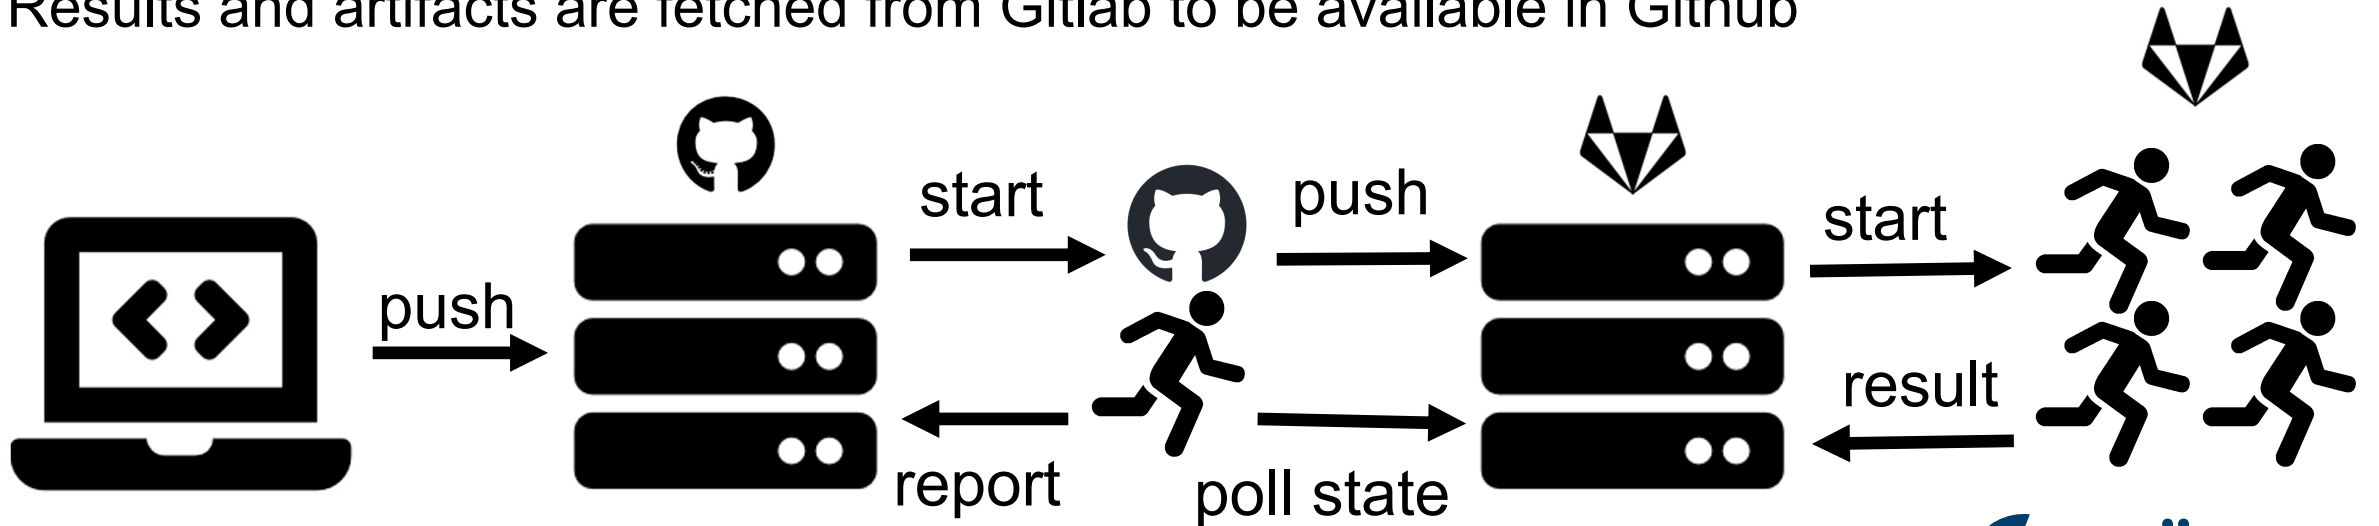 Results and artifacts are fetched from Gitlab to be available in Github
start
push
start
push
result
report
poll state